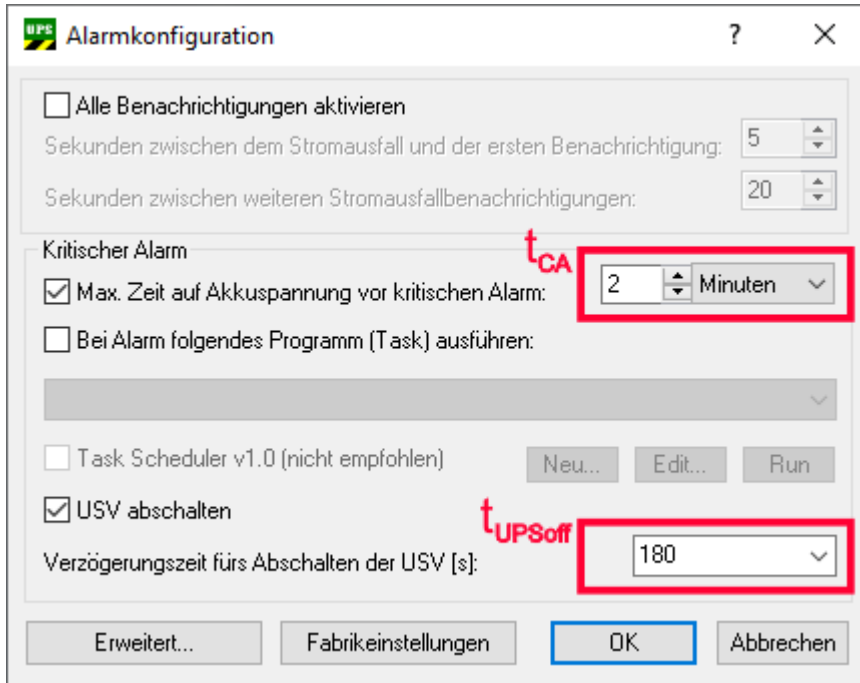 UPS Alarmkonfiguration ?
Alle Benachrichtigungen aktivieren
Sekunden zwischen dem Stromausfall und der ersten Benachrichtigung: 5
Sekunden zwischen weiteren Stromausfallbenachrichtigungen: 20
Kritischer Alarm
tCA
Max. Zeit auf Akkuspannung vor kritischen Alarm: 2 Minuten
Bei Alarm folgendes Programm (Task) ausführen:
Task Scheduler v1.0 (nicht empfohlen) Neu... Edit... Run
USV abschalten
tUPSoff
Verzögerungszeit fürs Abschalten der USV [s]: 180
Erweitert... Fabrikeinstellungen OK Abbrechen